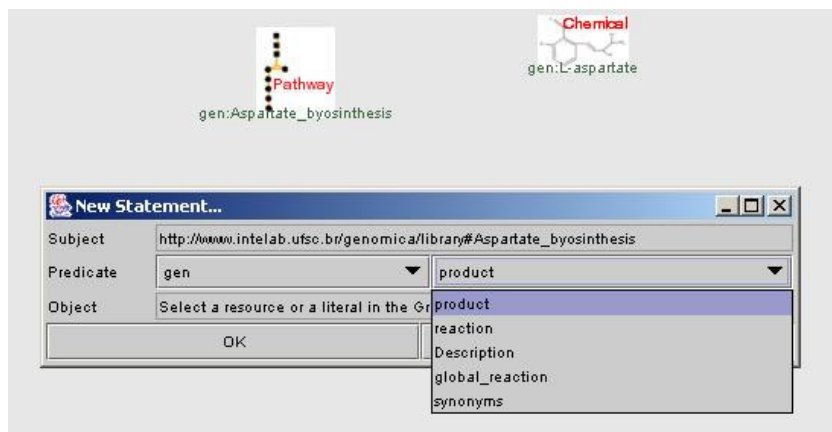 Chemical
gen:L-aspartate
Pathway
gen:Aspartate_byosinthesis
New Statement...
Subject http://www.intelab.ufsc.br/genomica/library#Aspartate_byosinthesis
Predicate gen product
Object Select a resource or a literal in the Gr
product
reaction
OK
Description
global_reaction
synonyms